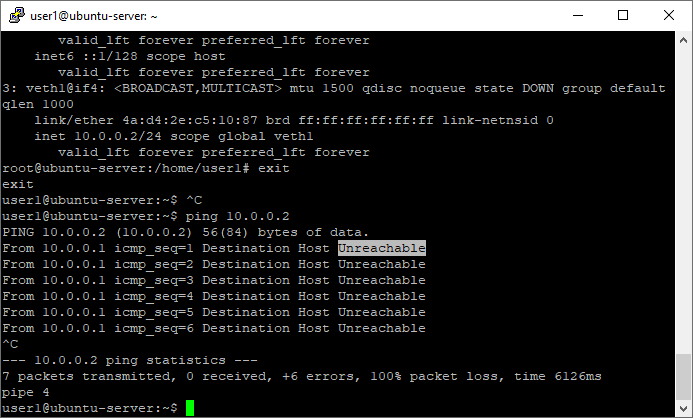 user1@ubuntu-server: ~
valid_lft forever preferred_lft forever
inet6 ::1/128 scope host
valid_lft forever preferred_lft forever
3: veth1@if4: <BROADCAST,MULTICAST> mtu 1500 qdisc noqueue state DOWN group default
qlen 1000
link/ether 4a:d4:2e:c5:10:87 brd ff:ff:ff:ff:ff:ff link-netnsid 0
inet 10.0.0.2/24 scope global veth1
valid_lft forever preferred_lft forever
root@ubuntu-server:/home/user1# exit
exit
user1@ubuntu-server:~$ ^C
user1@ubuntu-server:~$ ping 10.0.0.2
PING 10.0.0.2 (10.0.0.2) 56(84) bytes of data.
From 10.0.0.1 icmp_seq=1 Destination Host Unreachable
From 10.0.0.1 icmp_seq=2 Destination Host Unreachable
From 10.0.0.1 icmp_seq=3 Destination Host Unreachable
From 10.0.0.1 icmp_seq=4 Destination Host Unreachable
From 10.0.0.1 icmp_seq=5 Destination Host Unreachable
From 10.0.0.1 icmp_seq=6 Destination Host Unreachable
^C
--- 10.0.0.2 ping statistics ---
7 packets transmitted, 0 received, +6 errors, 100% packet loss, time 6126ms
pipe 4
user1@ubuntu-server:~$